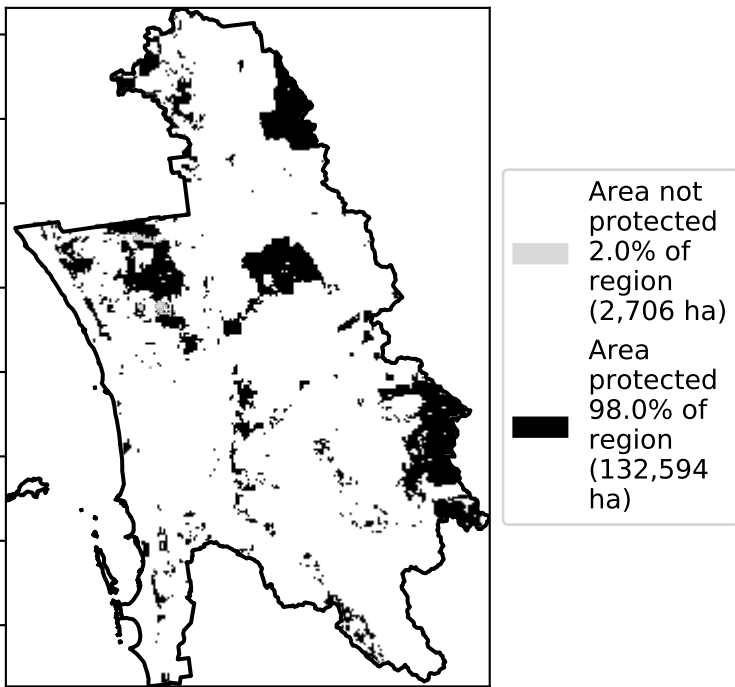 Area not
protected
2.0% of
region
(2,706 ha)
Area
protected
98.0% of
region
(132,594
ha)